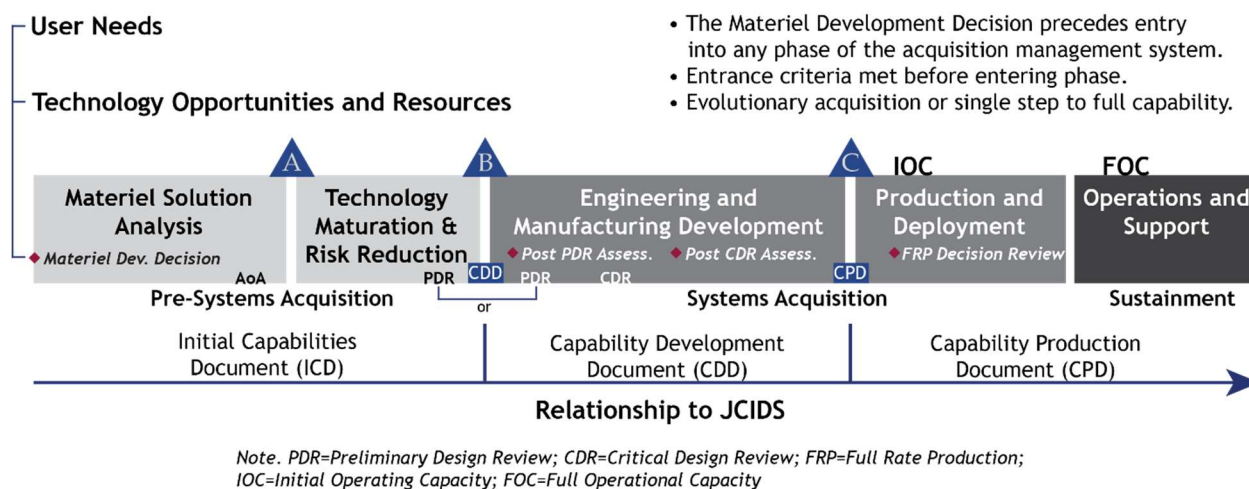 User Needs
Technology Opportunities and Resources
• The Materiel Development Decision precedes entry
into any phase of the acquisition management system.
• Entrance criteria met before entering phase.
• Evolutionary acquisition or single step to full capability.
A
B
C
IOC
FOC
Materiel Solution
Analysis
Materiel Dev. Decision
AoA
Technology
Maturation &
Risk Reduction
PDR
CDD
Engineering and
Manufacturing Development
Post PDR Assess.
Post CDR Assess.
PDR
CDR
CPD
Production and
Deployment
FRP Decision Review
Operations and
Support
Pre-Systems Acquisition
or
Systems Acquisition
Sustainment
Initial Capabilities
Document (ICD)
Capability Development
Document (CDD)
Capability Production
Document (CPD)
Relationship to JCIDS
Note. PDR=Preliminary Design Review; CDR=Critical Design Review; FRP=Full Rate Production;
IOC=Initial Operating Capacity; FOC=Full Operational Capacity